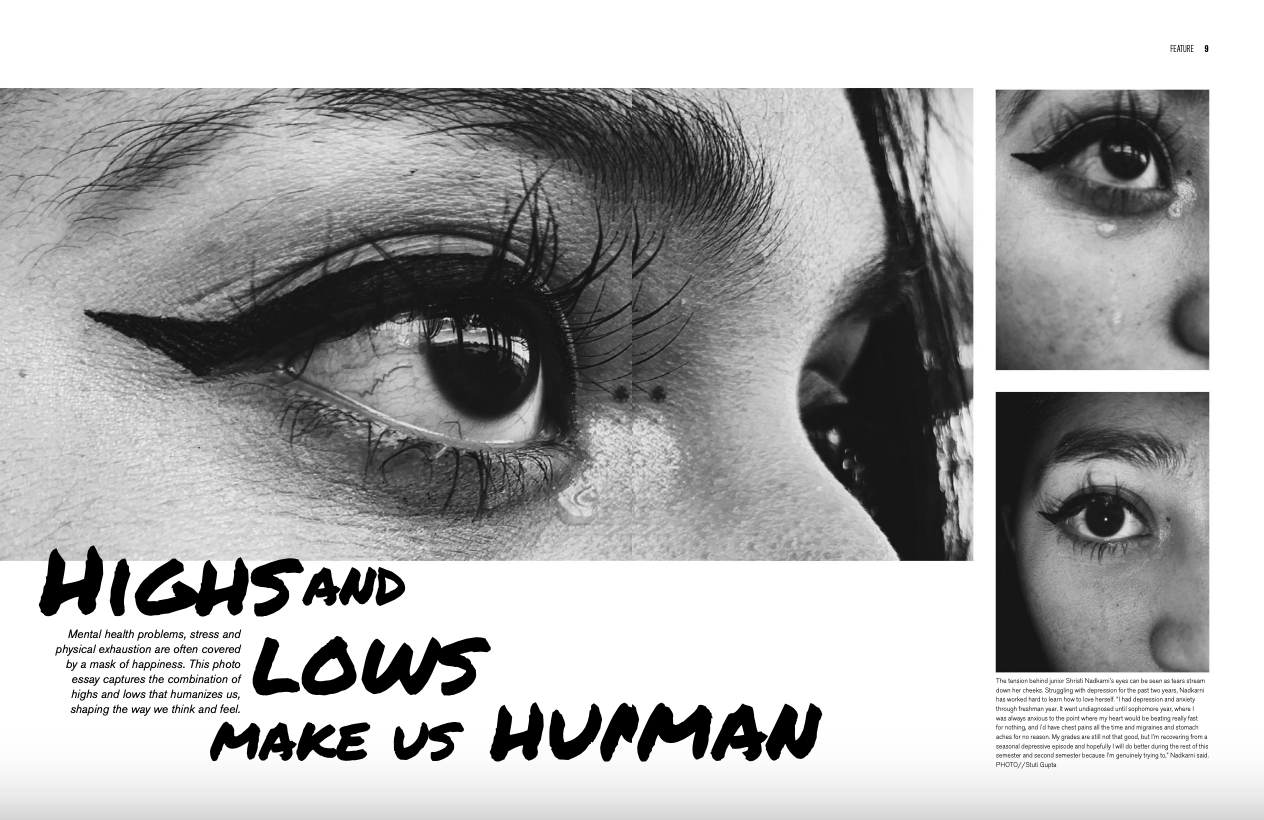 FEATURE 9
HIGHS AND
LOWS
MAKE US HUMAN
Mental health problems, stress and
physical exhaustion are often covered
by a mask of happiness. This photo
essay captures the combination of
highs and lows that humanizes us,
shaping the way we think and feel.
The tension behind junior Shristi Nadkarni's eyes can be seen as tears stream
down her cheeks. Struggling with depression for the past two years, Nadkarni
has worked hard to learn how to love herself. "I had depression and anxiety
through freshman year. It went undiagnosed until sophomore year, where I
was always anxious to the point where my heart would be beating really fast
for nothing, and I'd have chest pains all the time and migraines and stomach
aches for no reason. My grades are still not that good, but I'm recovering from a
seasonal depressive episode and hopefully I will do better during the rest of this
semester and second semester because I'm genuinely trying to," Nadkarni said.
PHOTO//Stuti Gupta